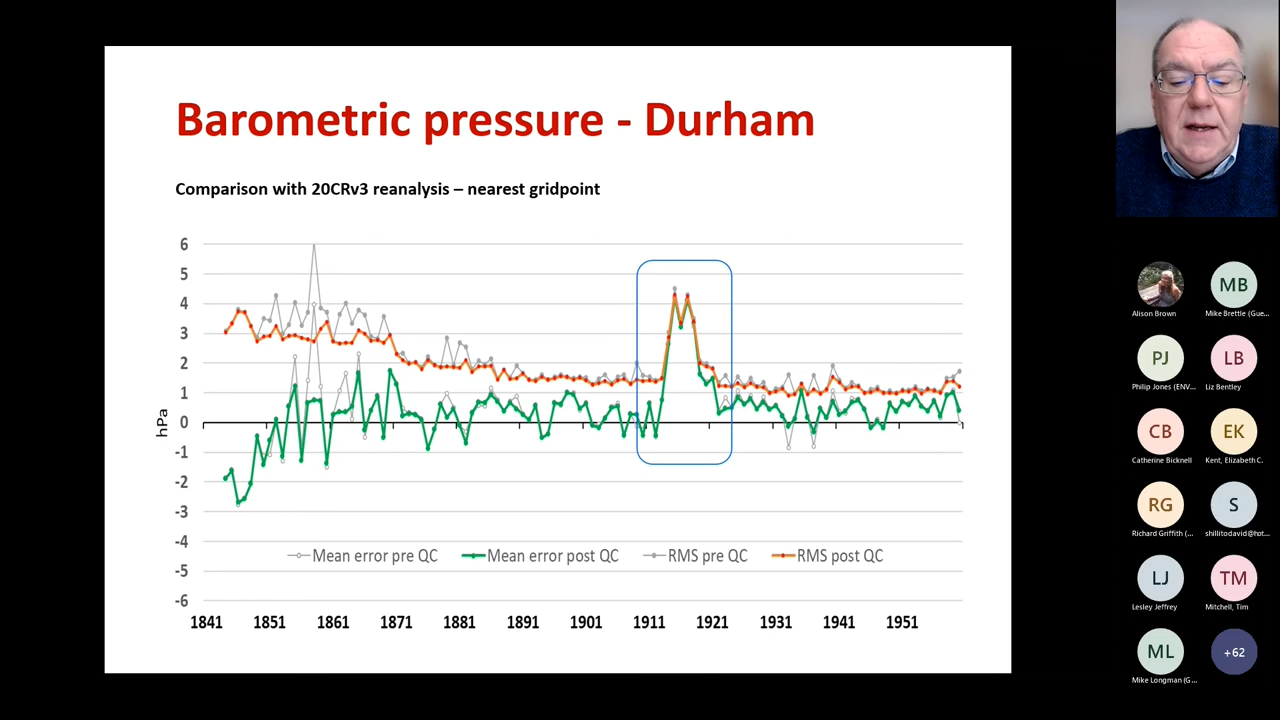 Barometric pressure - Durham
Comparison with 20CRv3 reanalysis – nearest gridpoint
6
5
4
3
2
1
0
-1
-2
-3
-4
-5
-6
hPa
Mean error pre QC
Mean error post QC
RMS pre QC
RMS post QC
1841 1851 1861 1871 1881 1891 1901 1911 1921 1931 1941 1951
Alison Brown
MB
Mike Brettle (Gue...
PJ
Philip Jones (ENV...
LB
Liz Bentley
CB
Catherine Bicknell
EK
Kent, Elizabeth C.
RG
Richard Griffith (...
S
shillitodavid@hot...
LJ
Lesley Jeffrey
TM
Mitchell, Tim
ML
Mike Longman (G...
+62